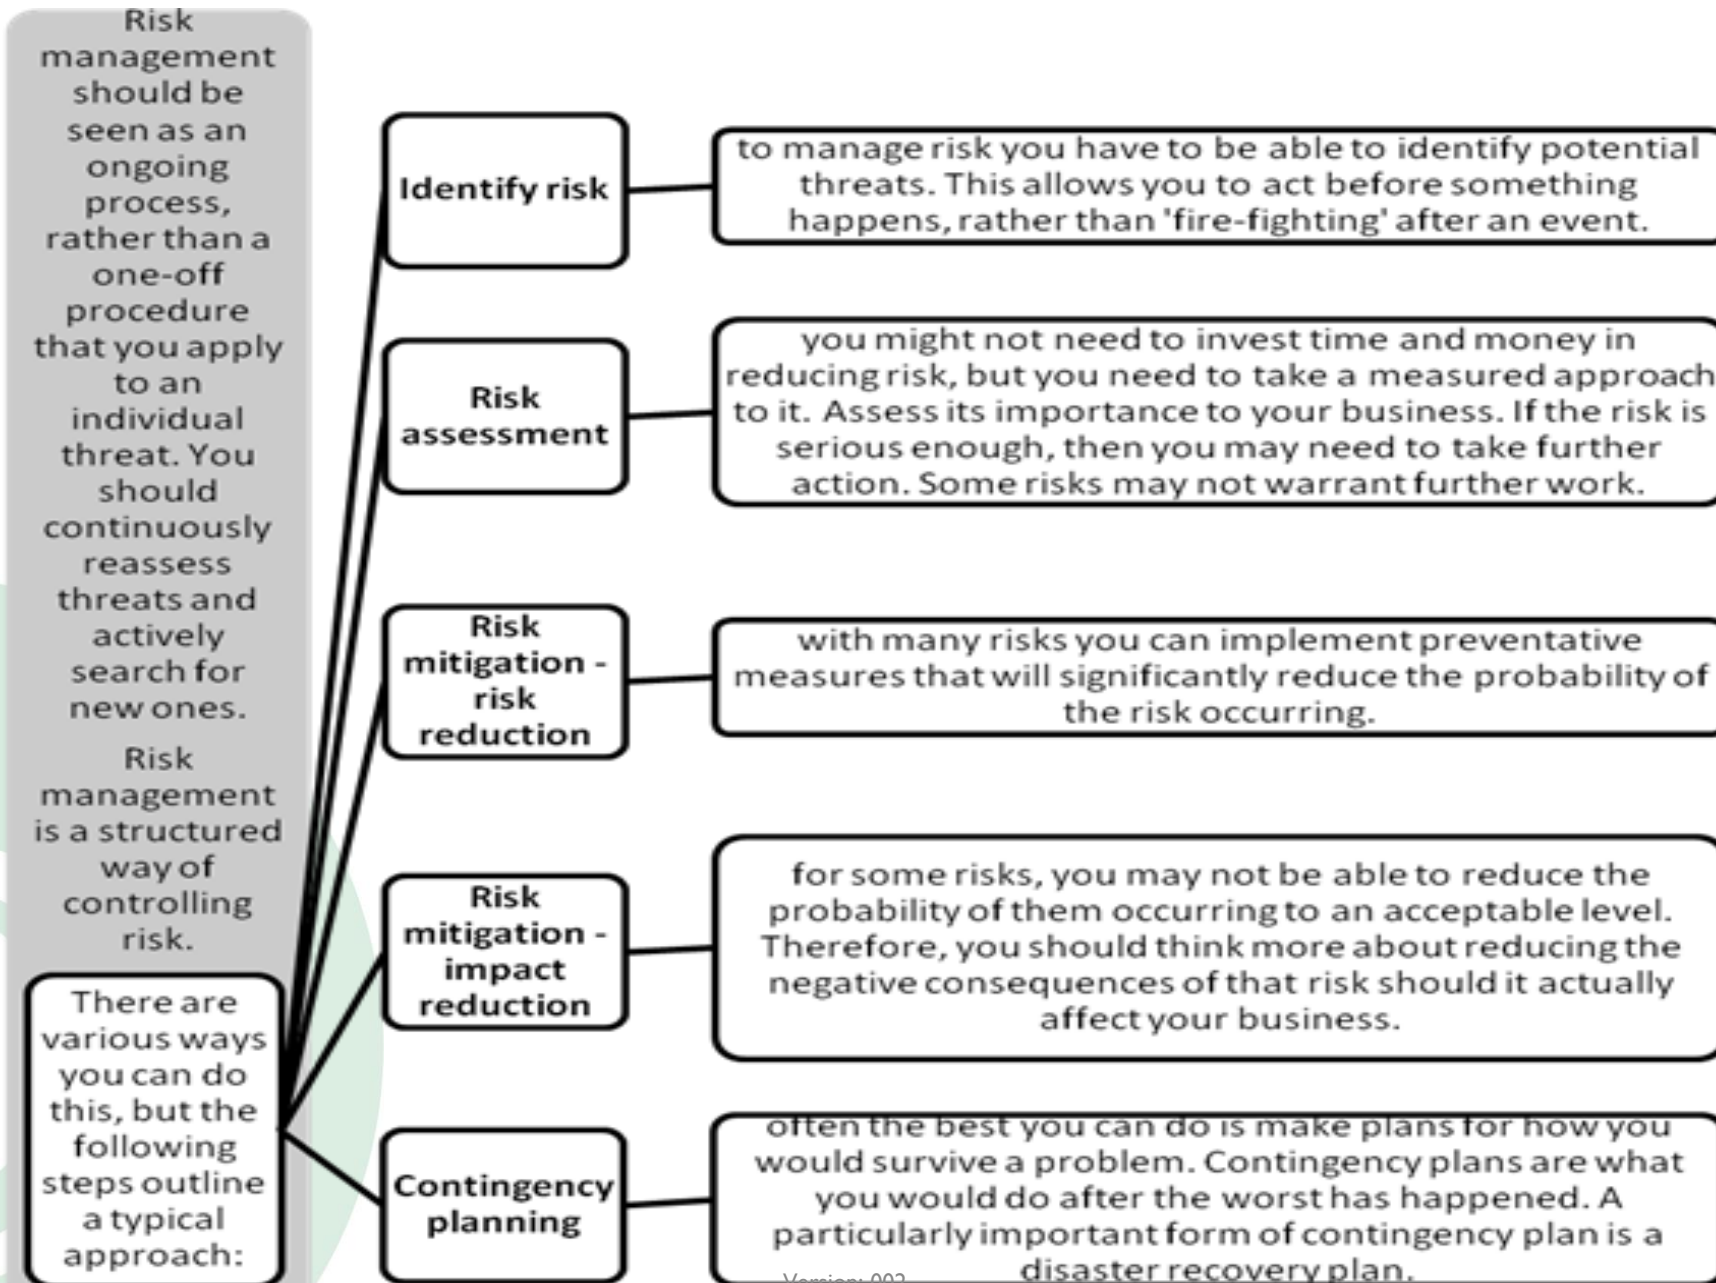 Risk
management
should be
seen as an
ongoing
process,
rather than a
one-off
procedure
that you apply
to an
individual
threat. You
should
continuously
reassess
threats and
actively
search for
new ones.
Risk
management
is a structured
way of
controlling
risk.
There are
various ways
you can do
this, but the
following
steps outline
a typical
approach:
Identify risk
to manage risk you have to be able to identify potential
threats. This allows you to act before something
happens, rather than 'fire-fighting' after an event.
Risk
assessment
you might not need to invest time and money in
reducing risk, but you need to take a measured approach
to it. Assess its importance to your business. If the risk is
serious enough, then you may need to take further
action. Some risks may not warrant further work.
Risk
mitigation -
risk
reduction
with many risks you can implement preventative
measures that will significantly reduce the probability of
the risk occurring.
Risk
mitigation -
impact
reduction
for some risks, you may not be able to reduce the
probability of them occurring to an acceptable level.
Therefore, you should think more about reducing the
negative consequences of that risk should it actually
affect your business.
Contingency
planning
often the best you can do is make plans for how you
would survive a problem. Contingency plans are what
you would do after the worst has happened. A
particularly important form of contingency plan is a
disaster recovery plan.
Version: 002